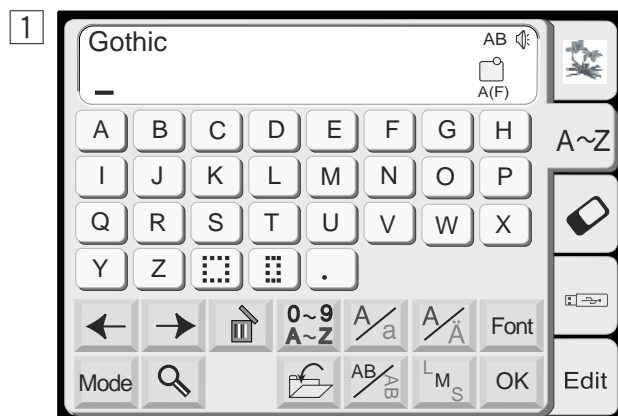 1
Gothic AB
_ A(F)
A B C D E F G H A~Z
I J K L M N O P
Q R S T U V W X
Y Z .
0~9 A~Z A/a A/Ä Font
Mode AB/AB L M S OK Edit